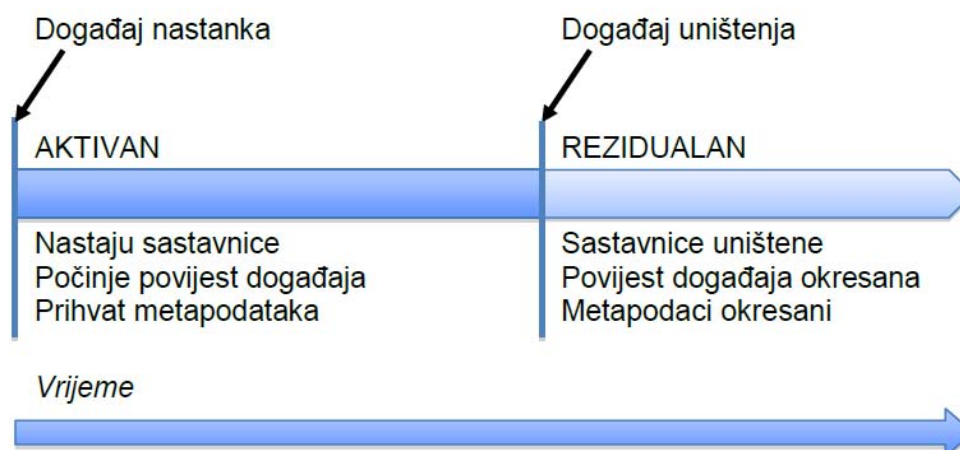 Događaj nastanka
Događaj uništenja
AKTIVAN
REZIDUALAN
Nastaju sastavnice
Počinje povijest događaja
Prihvat metapodataka
Sastavnice uništene
Povijest događaja okresana
Metapodaci okresani
Vrijeme